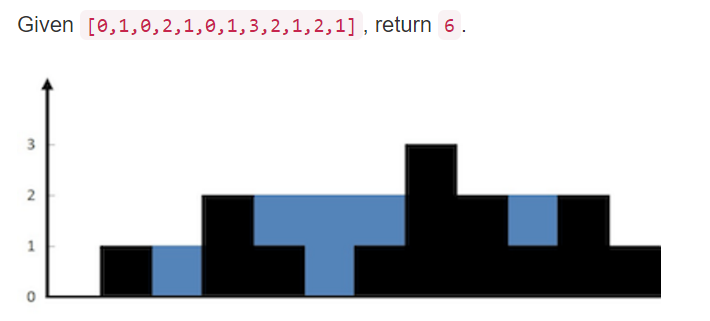 Given [0,1,0,2,1,0,1,3,2,1,2,1] , return 6 .
3
2
1
0